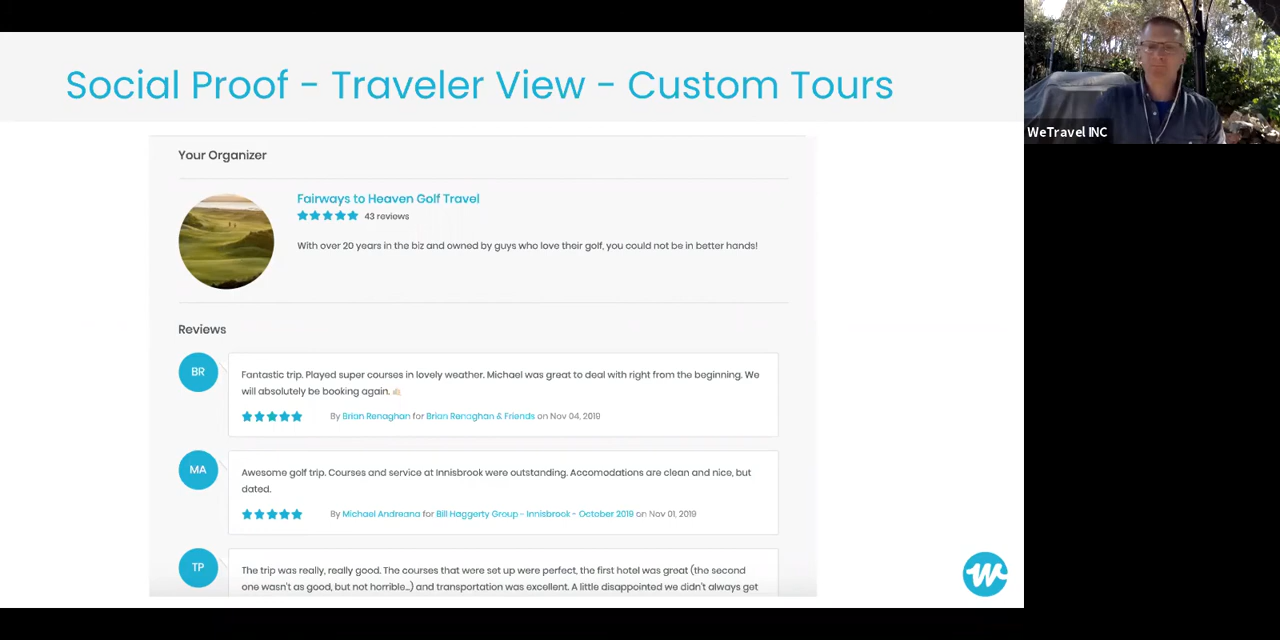 Social Proof - Traveler View - Custom Tours
WeTravel INC
Your Organizer
Fairways to Heaven Golf Travel
43 reviews
With over 20 years in the biz and owned by guys who love their golf, you could not be in better hands!
Reviews
BR
Fantastic trip. Played super courses in lovely weather. Michael was great to deal with right from the beginning. We
will absolutely be booking again.
By Brian Renaghan for Brian Renaghan & Friends on Nov 04, 2019
MA
Awesome golf trip. Courses and service at Innisbrook were outstanding. Accomodations are clean and nice, but
dated.
By Michael Andreana for Bill Haggerty Group - Innisbrook - October 2019 on Nov 01, 2019
TP
The trip was really, really good. The courses that were set up were perfect, the first hotel was great (the second
one wasn't as good, but not horrible...) and transportation was excellent. A little disappointed we didn't always get